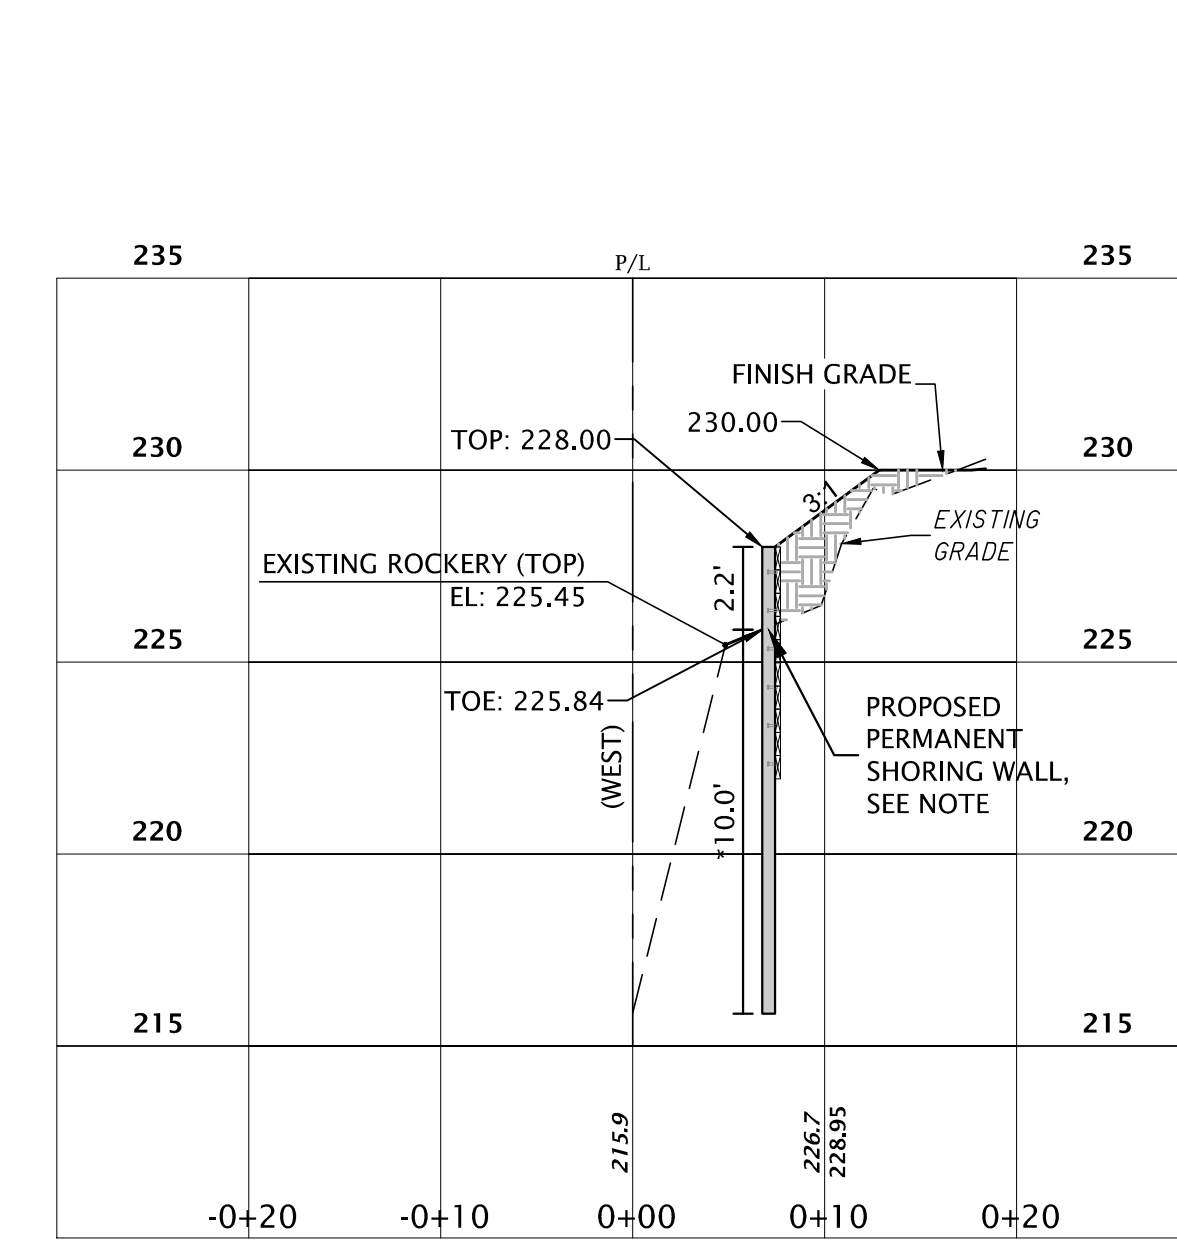 235
235
P/L
FINISH GRADE
230.00
TOP: 228.00
230
230
3:1
EXISTING
GRADE
EXISTING ROCKERY (TOP)
EL: 225.45
2.2'
225
225
TOE: 225.84
PROPOSED
PERMANENT
SHORING WALL,
SEE NOTE
(WEST)
*10.0'
220
220
215
215
215.9
226.7
228.95
-0+20
-0+10
0+00
0+10
0+20